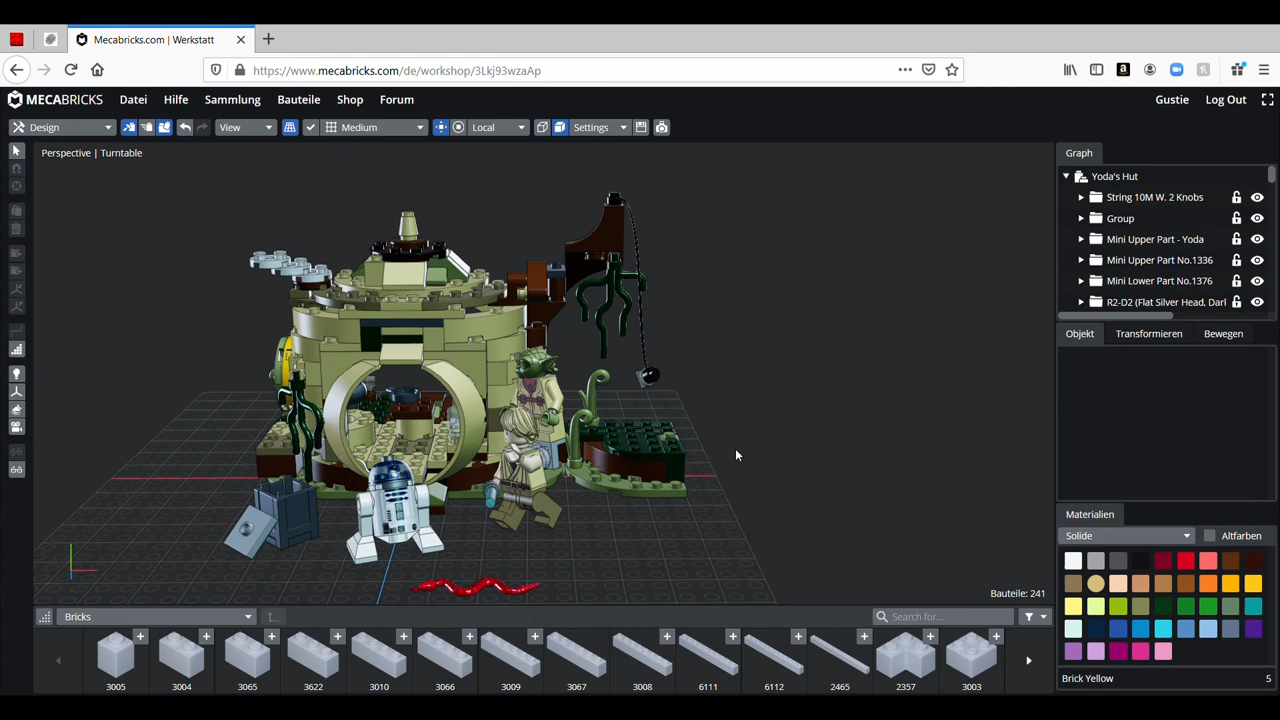 Mecabricks.com | Werkstatt
https://www.mecabricks.com/de/workshop/3Lkj93wzaAp
MECABRICKS Datei Hilfe Sammlung Bauteile Shop Forum Gustie Log Out
Design View Medium Local Settings
Perspective | Turntable
Graph
Yoda's Hut
String 10M W. 2 Knobs
Group
Mini Upper Part - Yoda
Mini Upper Part No.1336
Mini Lower Part No.1376
R2-D2 (Flat Silver Head, Darl
Objekt Transformieren Bewegen
Materialien
Solide Altfarben
Bauteile: 241
Bricks Search for...
3005 3004 3065 3622 3010 3066 3009 3067 3008 6111 6112 2465 2357 3003
Brick Yellow 5